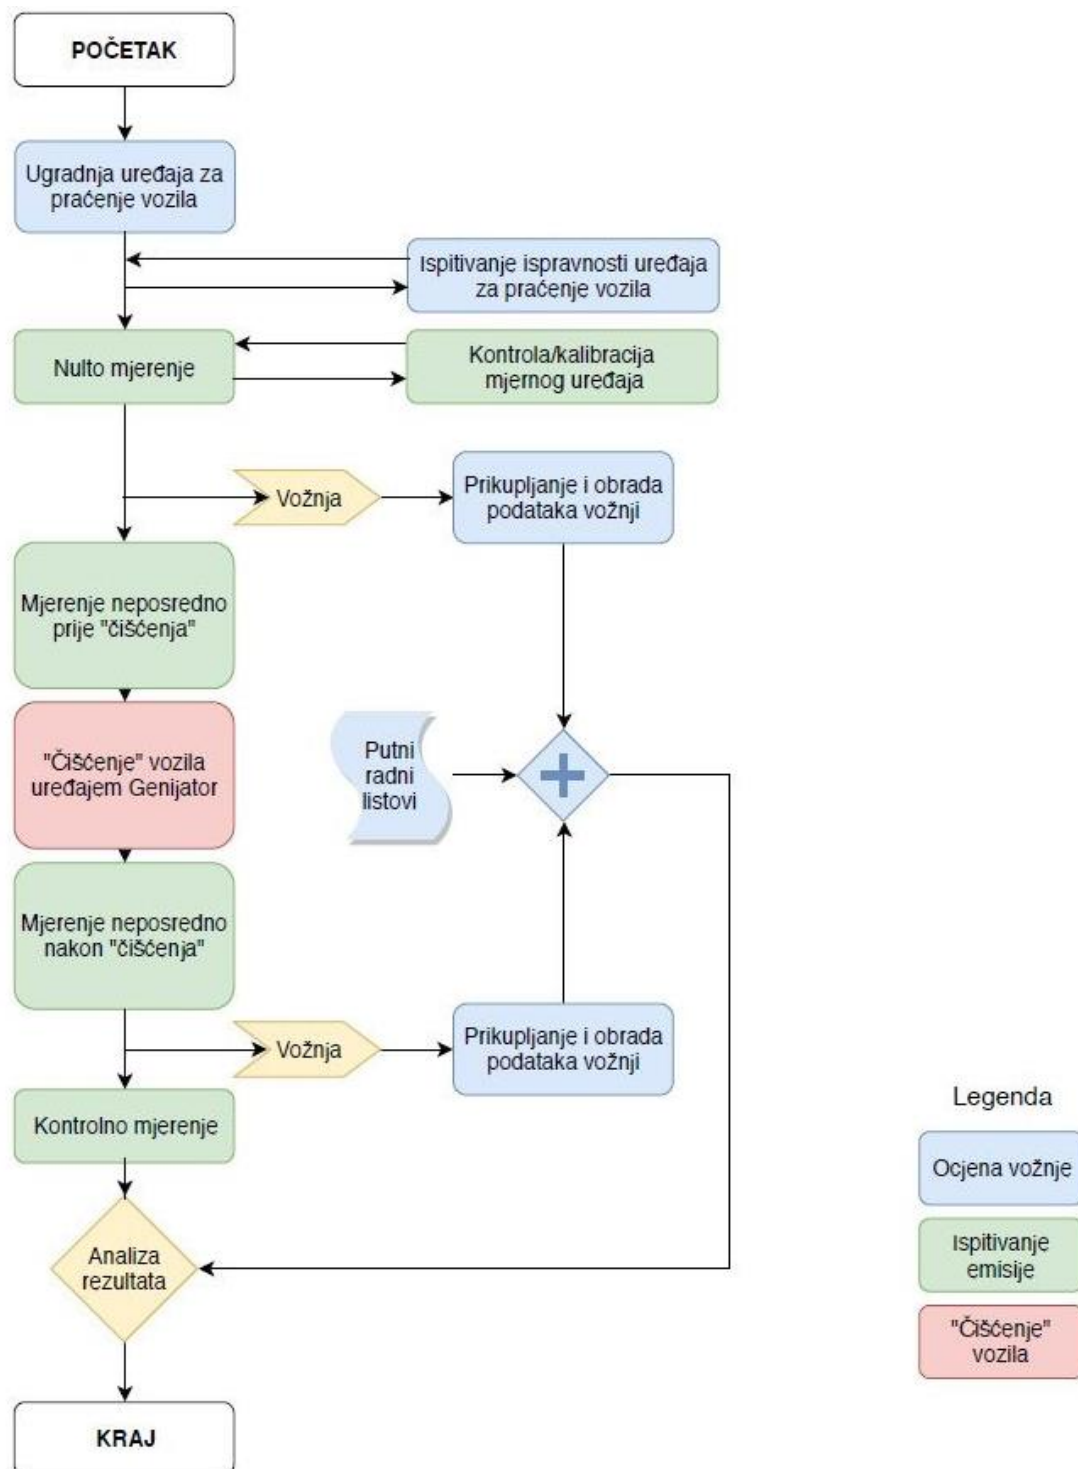 POČETAK
Ugradnja uređaja za
praćenje vozila
Ispitivanje ispravnosti uređaja
za praćenje vozila
Nulto mjerenje
Kontrola/kalibracija
mjernog uređaja
Vožnja
Prikupljanje i obrada
podataka vožnji
Mjerenje neposredno
prije "čišćenja"
"Čišćenje" vozila
uređajem Genijator
Putni
radni
listovi
Mjerenje neposredno
nakon "čišćenja"
Vožnja
Prikupljanje i obrada
podataka vožnji
Kontrolno mjerenje
Analiza
rezultata
KRAJ
Legenda
Ocjena vožnje
Ispitivanje
emisije
"Čišćenje"
vozila